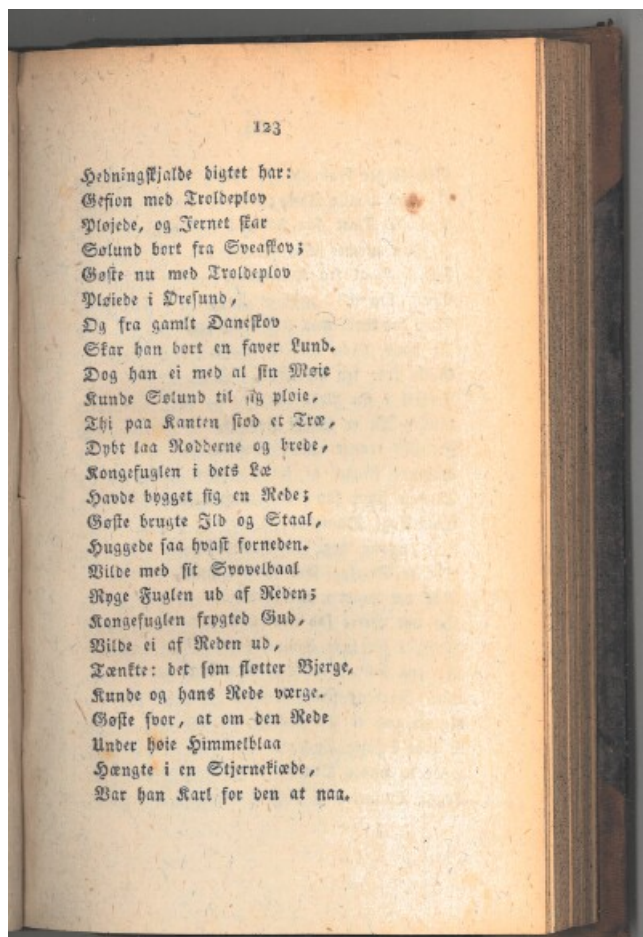 123
Hedningskjalde digtet har:
Gefion med Troldeplov
Pløjede, og Jernet skar
Sølund bort fra Sveaskov;
Gøste nu med Troldeplov
Pløiede i Øresund,
Og fra gamlt Daneskov
Skar han bort en faver Lund.
Dog han ei med al sin Møie
Kunde Sølund til sig pløie,
Thi paa Kanten stod et Træ,
Dybt laa Rødderne og brede,
Kongefuglen i dets Læ
Havde bygget sig en Rede;
Gøste brugte Ild og Staal,
Huggede saa hvast forneden.
Vilde med sit Svovelbaal
Ryge Fuglen ud af Reden;
Kongefuglen frygted Gud,
Vilde ei af Reden ud,
Tænkte: det som flytter Bjerge,
Kunde og hans Rede værge.
Gøste svor, at om den Rede
Under høie Himmelblaa
Hængte i en Stjernekiæde,
Var han Karl for den at naa.